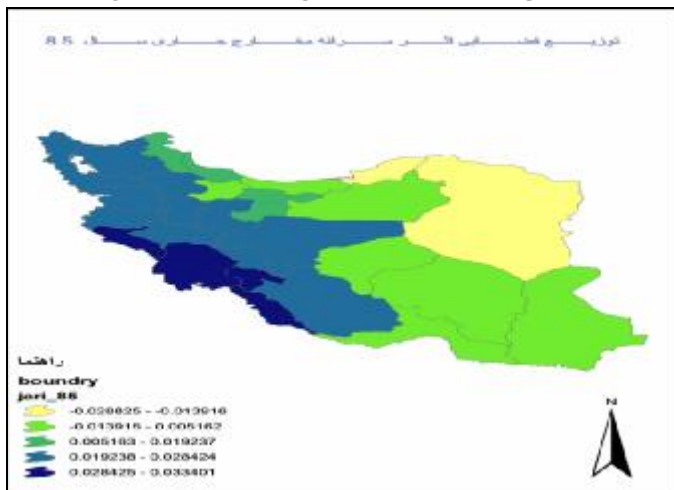 توزیع فضایی اثر سرانه مخارج جاری سال 85
N
راهنما
boundry
jari_85
-0.028825 - -0.013916
-0.013915 - 0.005162
0.005163 - 0.019237
0.019238 - 0.028424
0.028425 - 0.033401